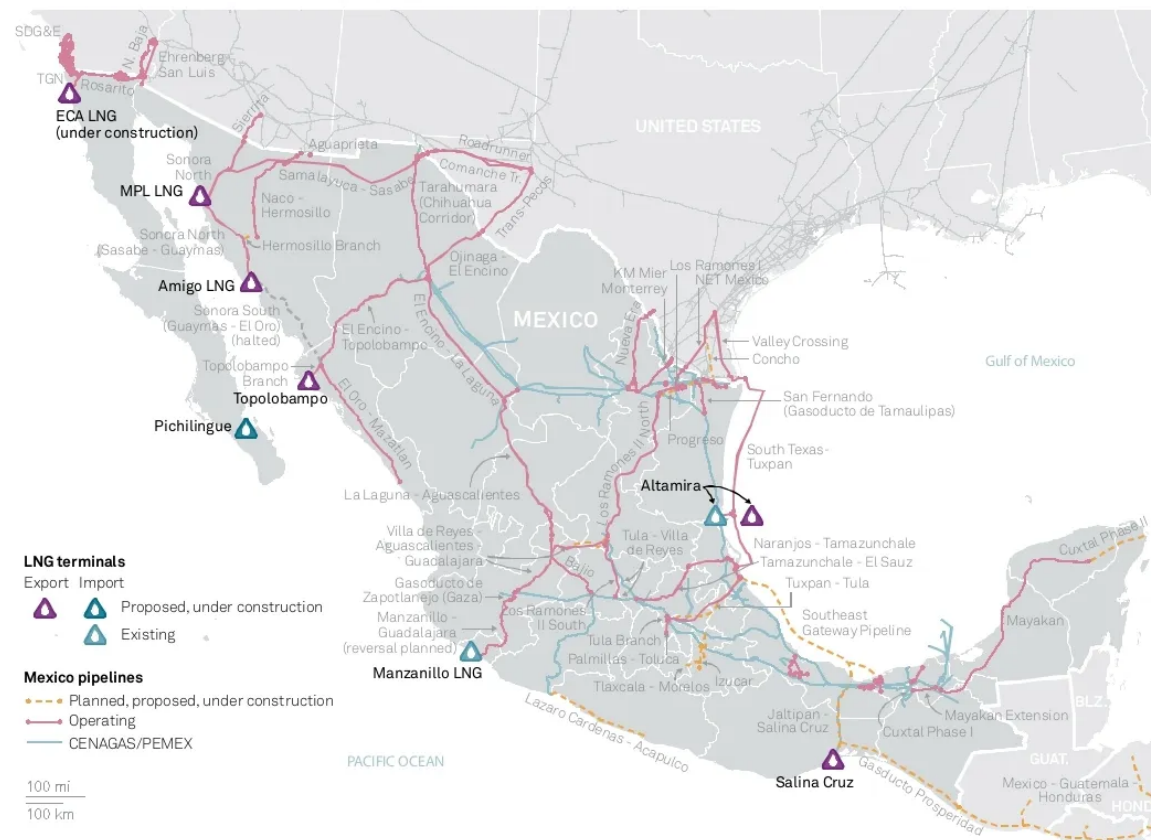 SDG&E
N. Baja
Ehrenberg-
San Luis
TGN
Rosarito
ECA LNG
(under construction)
UNITED STATES
Sierrita
Aguaprieta
Roadrunner
Sonora
North
Samalayuca - Sasabe
Comanche Tr.
MPL LNG
Naco -
Hermosillo
Tarahumara
(Chihuahua
Corridor)
Trans-Pecos
Sonora North
(Sasabe - Guaymas)
Hermosillo Branch
Ojinaga -
El Encino
Amigo LNG
KM Mier
Monterrey
Los Ramones I
NET Mexico
Sonora South
(Guaymas - El Oro)
(halted)
El Encino -
Topolobampo
El Encino - La Laguna
MEXICO
Nueva Era
Valley Crossing
Concho
Gulf of Mexico
Topolobampo
Branch
Topolobampo
El Oro - Mazatlan
San Fernando
(Gasoducto de Tamaulipas)
Pichilingue
Los Ramones II North
Progreso
South Texas-
Tuxpan
La Laguna - Aguascalientes
Altamira
Villa de Reyes -
Aguascalientes -
Guadalajara
Tula - Villa
de Reyes
Naranjos - Tamazunchale
Tamazunchale - El Sauz
Cuxtal Phase II
Bajio
Gasoducto de
Zapotlanejo (Gaza)
Tuxpan - Tula
Los Ramones
II South
Manzanillo -
Guadalajara
(reversal planned)
Southeast
Gateway Pipeline
Mayakan
Tula Branch
Palmillas - Toluca
Manzanillo LNG
Tlaxcala - Morelos
Izucar
Lazaro Cardenas - Acapulco
Jaltipan -
Salina Cruz
Mayakan Extension
Cuxtal Phase I
BLZ.
GUAT.
Salina Cruz
Gasducto Prosperidad
Mexico - Guatemala -
Honduras
HOND
PACIFIC OCEAN
LNG terminals
Export Import
Proposed, under construction
Existing
Mexico pipelines
Planned, proposed, under construction
Operating
CENAGAS/PEMEX
100 mi
100 km